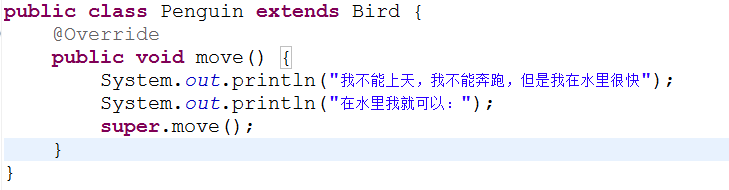 public class Penguin extends Bird {
@Override
public void move() {
System.out.println("我不能上天，我不能奔跑，但是我在水里很快");
System.out.println("在水里我就可以：");
super.move();
}
}